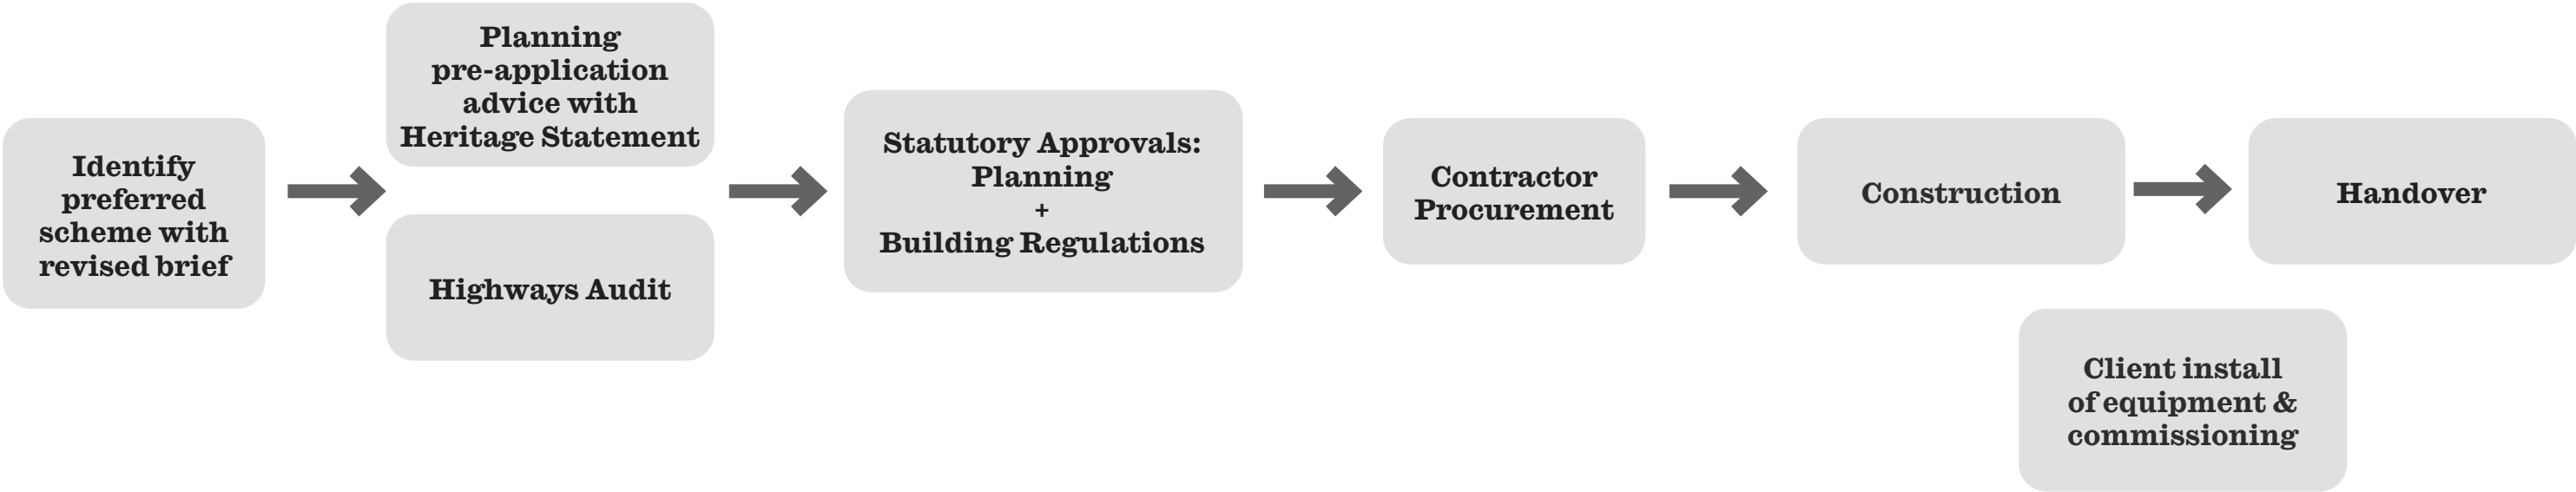 Identify
preferred
scheme with
revised brief
Planning
pre-application
advice with
Heritage Statement
Highways Audit
Statutory Approvals:
Planning
+
Building Regulations
Contractor
Procurement
Construction
Handover
Client install
of equipment &
commissioning